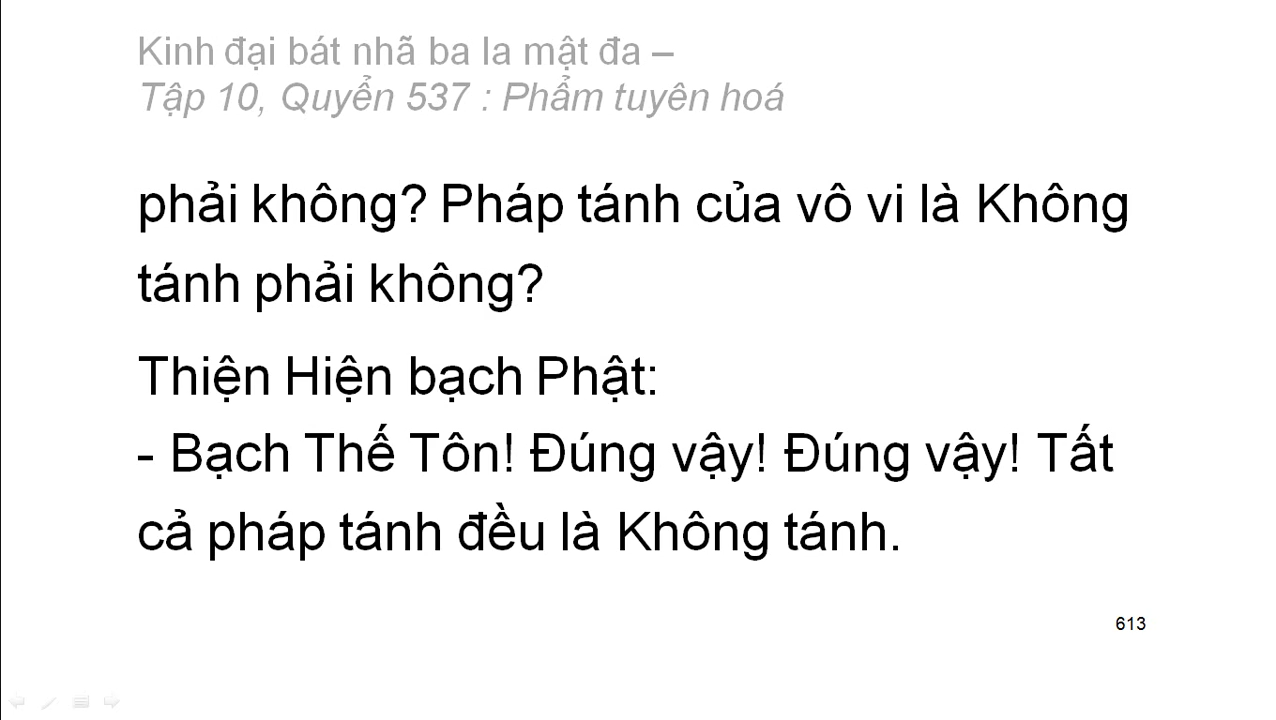 Kinh đại bát nhã ba la mật đa –
Tập 10, Quyển 537 : Phẩm tuyên hoá
phải không? Pháp tánh của vô vi là Không
tánh phải không?
Thiện Hiện bạch Phật:
- Bạch Thế Tôn! Đúng vậy! Đúng vậy! Tất
cả pháp tánh đều là Không tánh.
613